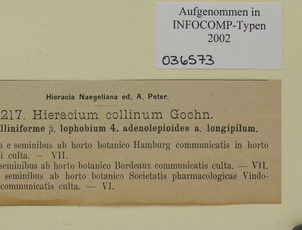 Aufgenommen in
INFOCOMP-Typen
2002
036573
Hieracia Naegeliana ed. A. Peter.
217. Hieracium collinum Gochn.
lliniforme β. lophobium 4. adenolepioides a. longipilum.
a e seminibus ab horto botanico Hamburg communicatis in horto
i culta. — VII.
seminibus ab horto botanico Bordeaux communicatis culta. — VII.
seminibus ab horto botanico Societatis pharmacologicae Vindo-
communicatis culta. — VI.